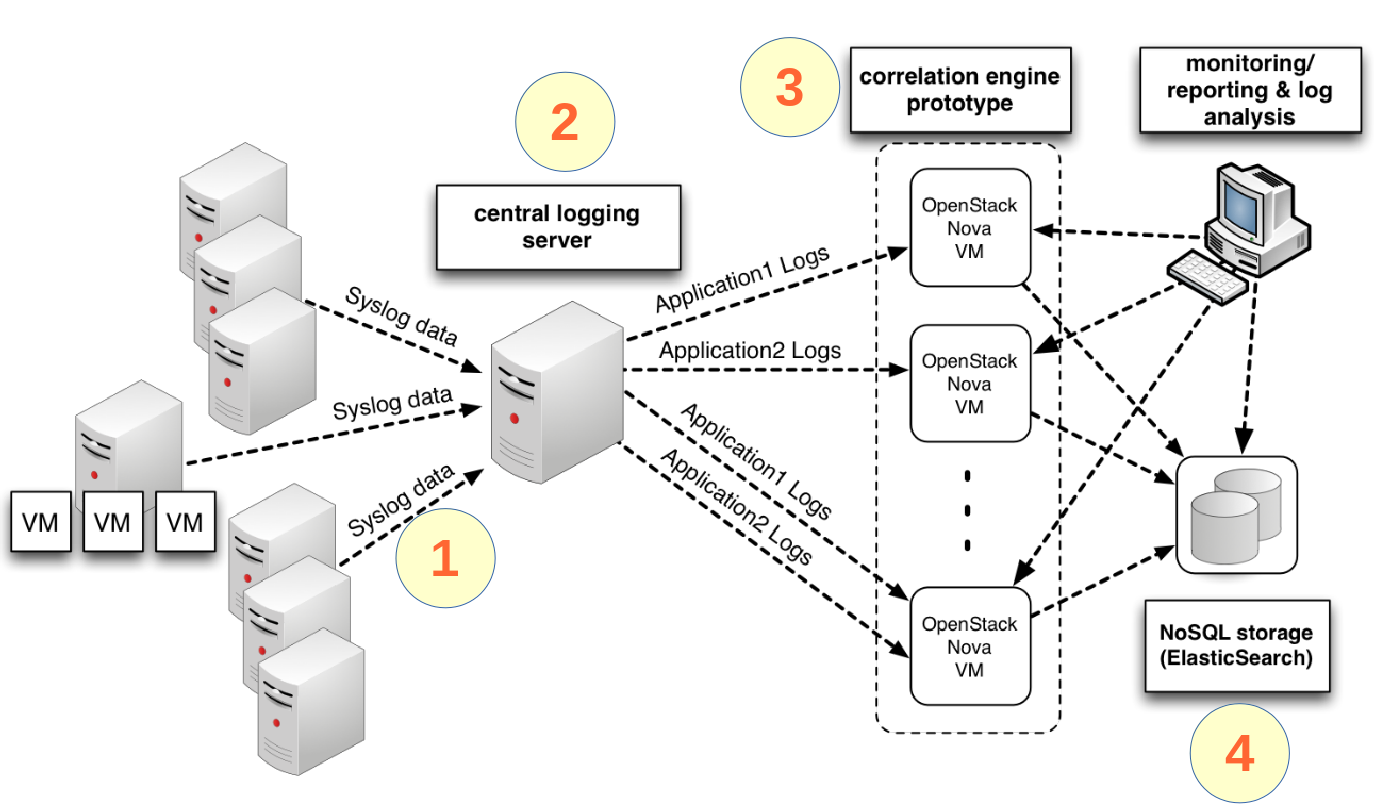 2
central logging
server
3
correlation engine
prototype
monitoring/
reporting & log
analysis
Syslog data
Syslog data
Syslog data
1
VM
VM
VM
Application1 Logs
Application2 Logs
Application1 Logs
Application2 Logs
OpenStack
Nova
VM
OpenStack
Nova
VM
OpenStack
Nova
VM
NoSQL storage
(ElasticSearch)
4